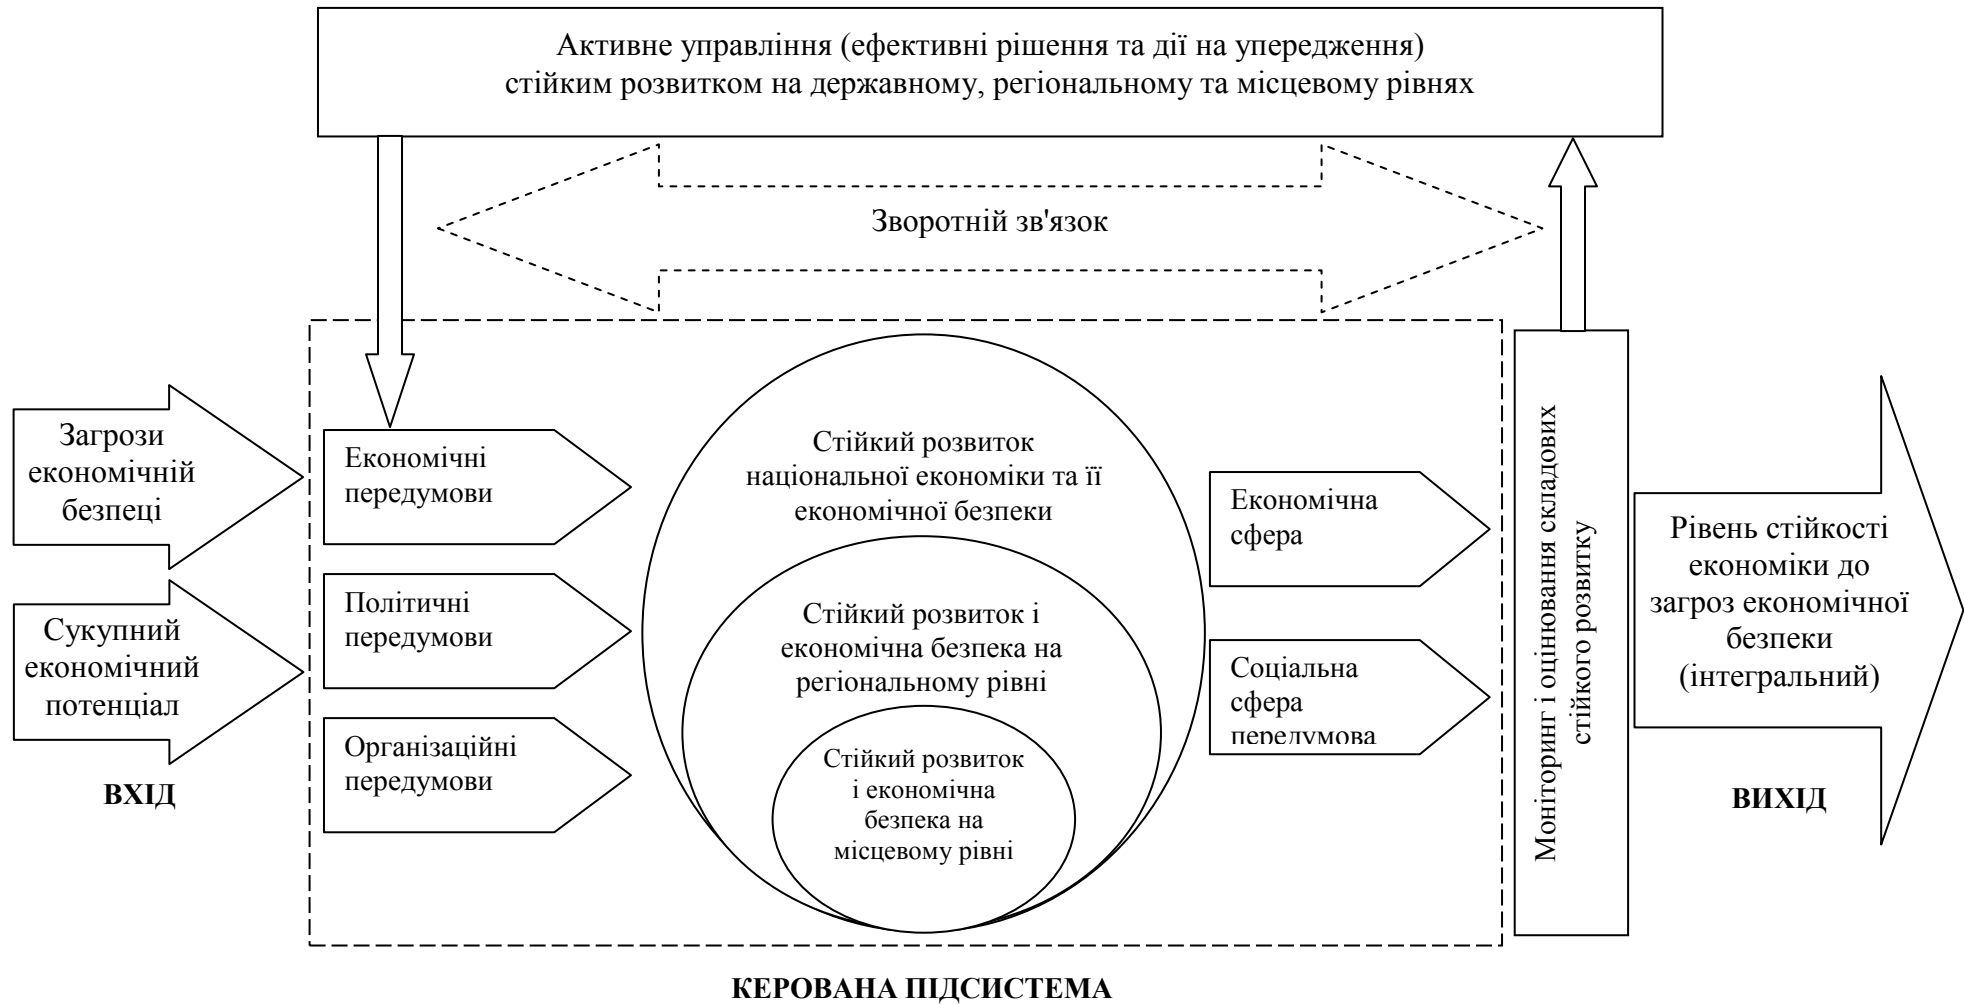 Активне управління (ефективні рішення та дії на упередження)
стійким розвитком на державному, регіональному та місцевому рівнях
Зворотній зв'язок
Загрози
економічній
безпеці
Сукупний
економічний
потенціал
ВХІД
Економічні
передумови
Політичні
передумови
Організаційні
передумови
Стійкий розвиток
національної економіки та її
економічної безпеки
Стійкий розвиток і
економічна безпека на
регіональному рівні
Стійкий розвиток
і економічна
безпека на
місцевому рівні
Економічна
сфера
Соціальна
сфера
передумова
Моніторинг і оцінювання складових
стійкого розвитку
Рівень стійкості
економіки до
загроз економічної
безпеки
(інтегральний)
ВИХІД
КЕРОВАНА ПІДСИСТЕМА